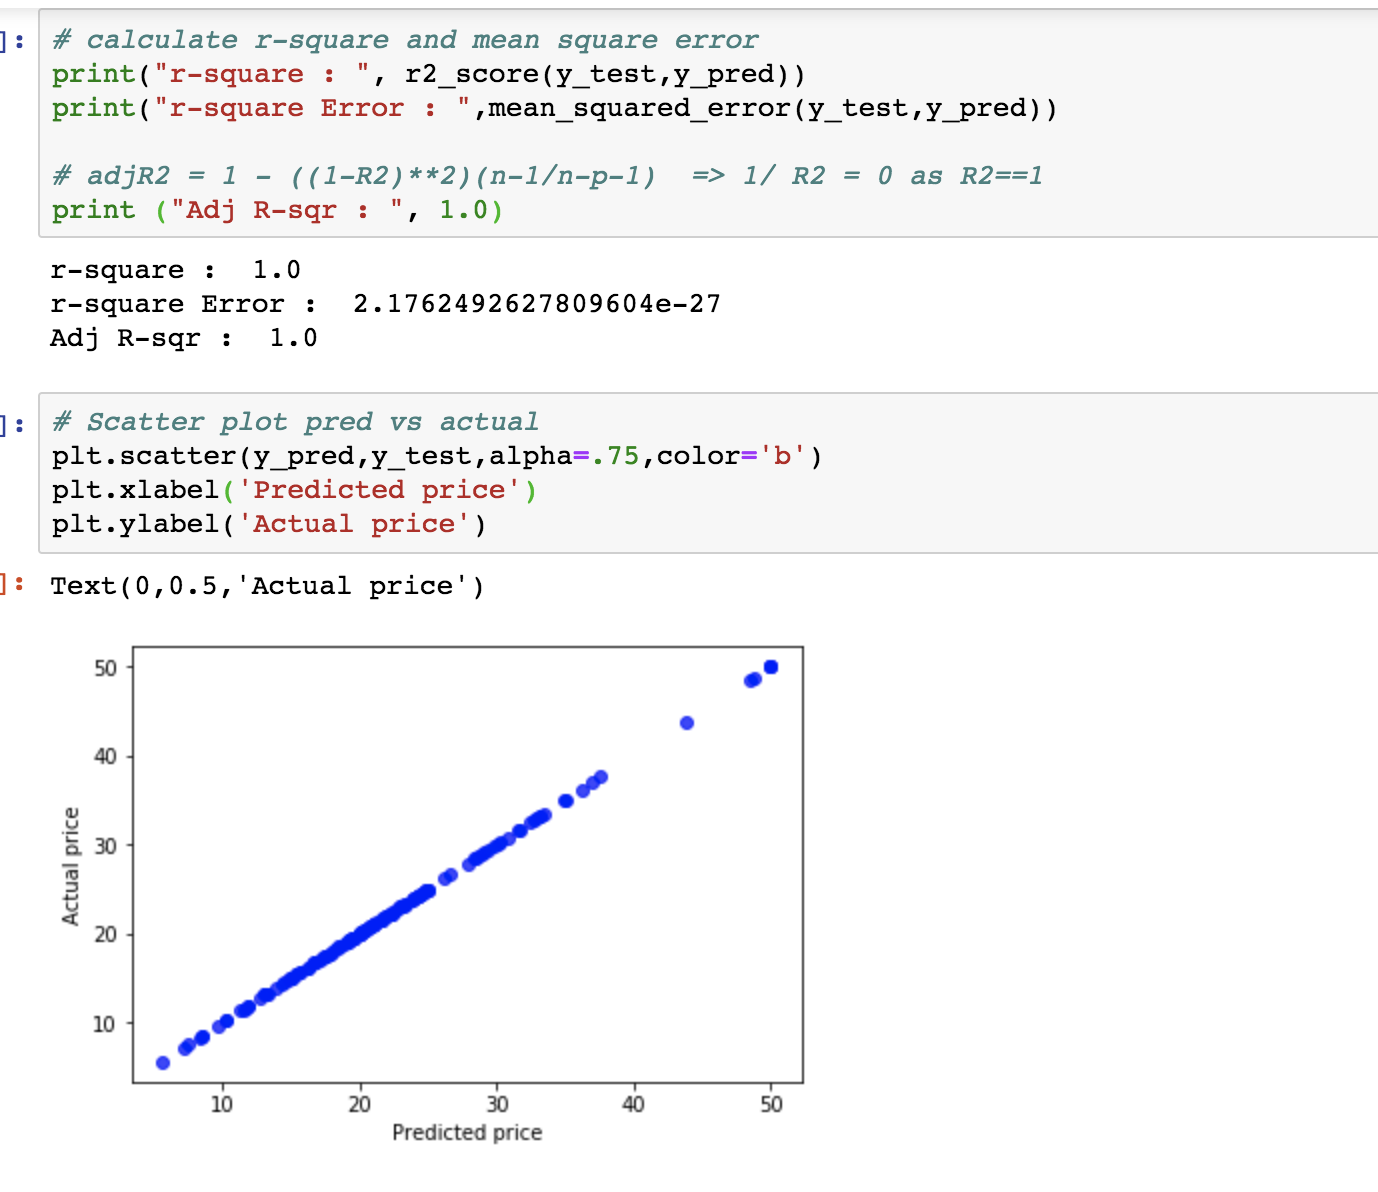 ]:
# calculate r-square and mean square error
print("r-square : ", r2_score(y_test,y_pred))
print("r-square Error : ",mean_squared_error(y_test,y_pred))
# adjR2 = 1 - ((1-R2)**2)(n-1/n-p-1)  => 1/ R2 = 0 as R2==1
print ("Adj R-sqr : ", 1.0)
r-square :  1.0
r-square Error :  2.1762492627809604e-27
Adj R-sqr :  1.0
]:
# Scatter plot pred vs actual
plt.scatter(y_pred,y_test,alpha=.75,color='b')
plt.xlabel('Predicted price')
plt.ylabel('Actual price')
]:
Text(0,0.5,'Actual price')
50
40
30
20
10
Actual price
10 20 30 40 50
Predicted price